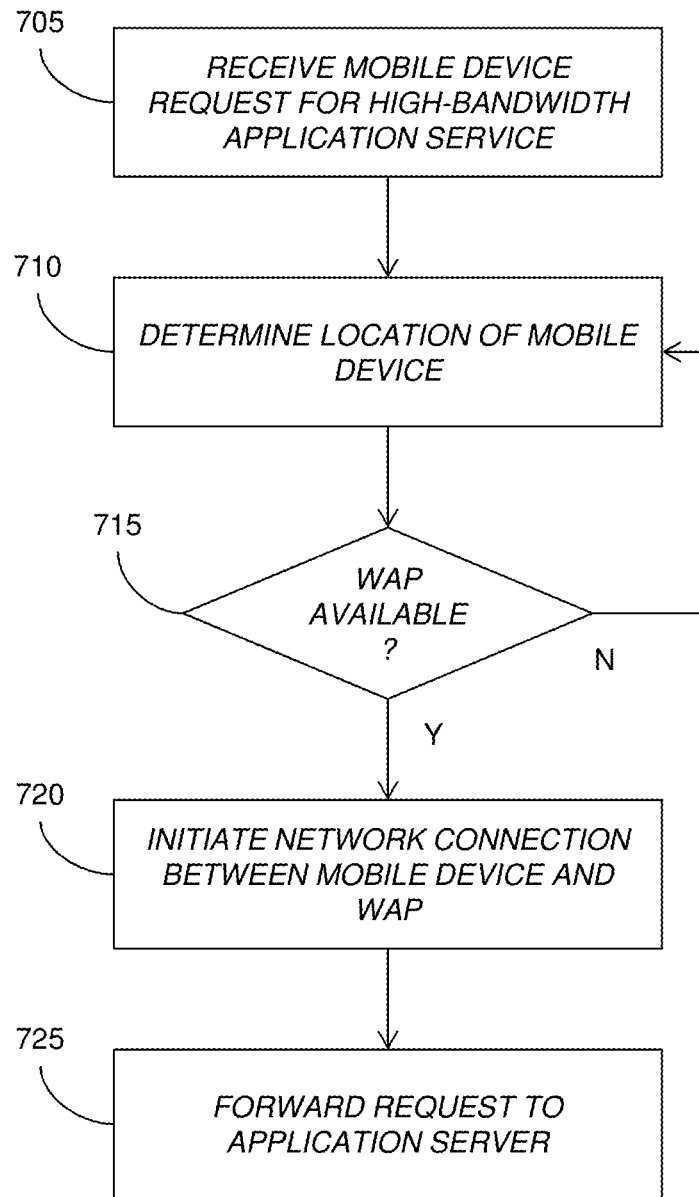 705
RECEIVE MOBILE DEVICE
REQUEST FOR HIGH-BANDWIDTH
APPLICATION SERVICE
710
DETERMINE LOCATION OF MOBILE
DEVICE
715
WAP
AVAILABLE
?
N
Y
720
INITIATE NETWORK CONNECTION
BETWEEN MOBILE DEVICE AND
WAP
725
FORWARD REQUEST TO
APPLICATION SERVER